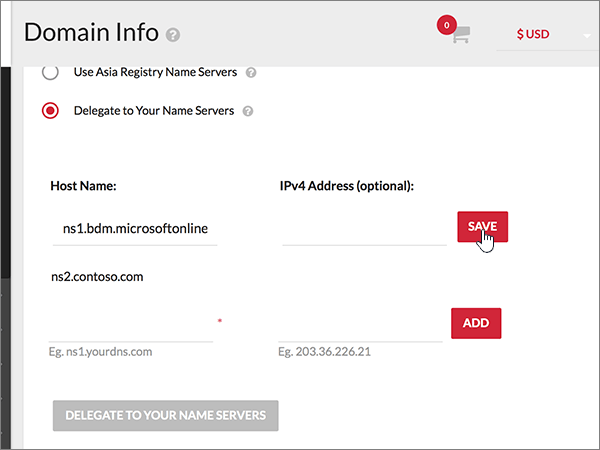 Domain Info ?
0
$ USD
Use Asia Registry Name Servers ?
Delegate to Your Name Servers ?
Host Name: IPv4 Address (optional):
ns1.bdm.microsoftonline SAVE
ns2.contoso.com
* ADD
Eg. ns1.yourdns.com Eg. 203.36.226.21
DELEGATE TO YOUR NAME SERVERS